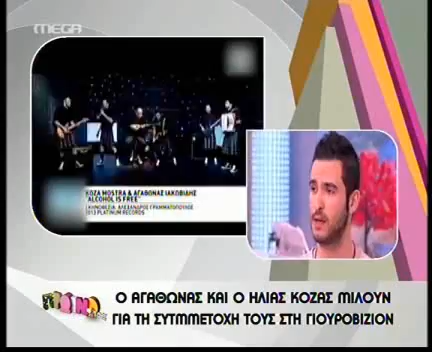 MEGA
KOZA MOSTRA & ΑΓΑΘΩΝΑΣ ΙΑΚΩΒΙΔΗΣ
"ALCOHOL IS FREE"
ΣΚΗΝΟΘΕΣΙΑ: ΑΛΕΞΑΝΔΡΟΣ ΓΡΑΜΜΑΤΟΠΟΥΛΟΣ
2013 PLATINUM RECORDS
Ο ΑΓΑΘΩΝΑΣ ΚΑΙ Ο ΗΛΙΑΣ ΚΟΖΑΣ ΜΙΛΟΥΝ
ΓΙΑ ΤΗ ΣΥΤΜΜΕΤΟΧΗ ΤΟΥΣ ΣΤΗ ΓΙΟΥΡΟΒΙΖΙΟΝ